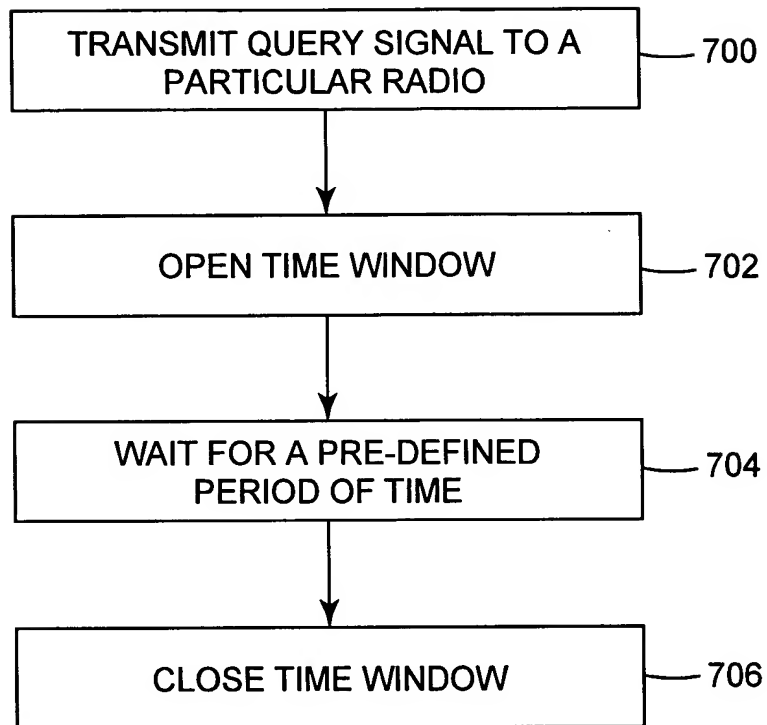 TRANSMIT QUERY SIGNAL TO A
PARTICULAR RADIO
700
OPEN TIME WINDOW
702
WAIT FOR A PRE-DEFINED
PERIOD OF TIME
704
CLOSE TIME WINDOW
706